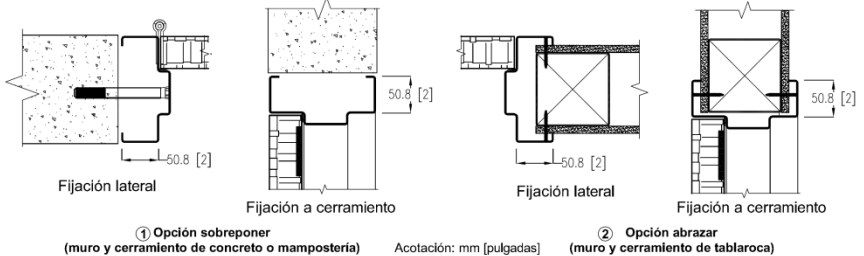 50.8 [2]
50.8 [2]
50.8 [2]
50.8 [2]
Fijación lateral
Fijación a cerramiento
Fijación lateral
Fijación a cerramiento
1 Opción sobreponer
(muro y cerramiento de concreto o mampostería)
Acotación: mm [pulgadas]
2 Opción abrazar
(muro y cerramiento de tablaroca)